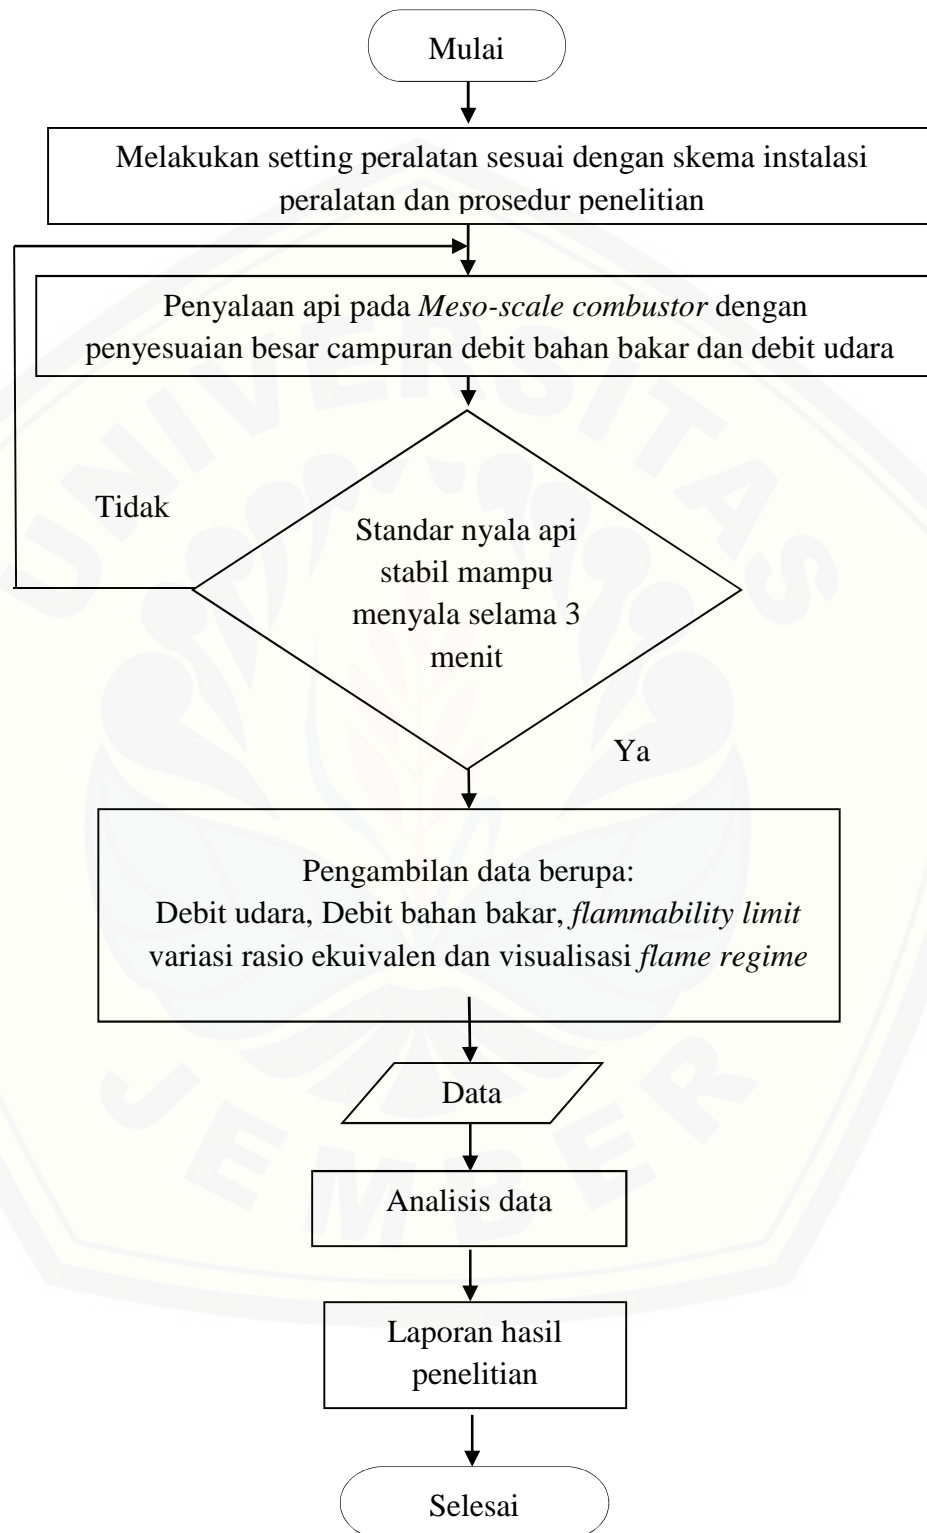 Mulai
Melakukan setting peralatan sesuai dengan skema instalasi
peralatan dan prosedur penelitian
Penyalaan api pada Meso-scale combustor dengan
penyesuaian besar campuran debit bahan bakar dan debit udara
Tidak
Standar nyala api
stabil mampu
menyala selama 3
menit
Ya
Pengambilan data berupa:
Debit udara, Debit bahan bakar, flammability limit
variasi rasio ekuivalen dan visualisasi flame regime
Data
Analisis data
Laporan hasil
penelitian
Selesai
UNIVERSITAS
JEMBER